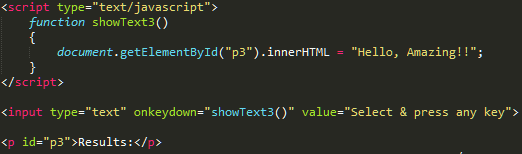 <script type="text/javascript">
function showText3()
{
document.getElementById("p3").innerHTML = "Hello, Amazing!!";
}
</script>
<input type="text" onkeydown="showText3()" value="Select & press any key">
<p id="p3">Results:</p>